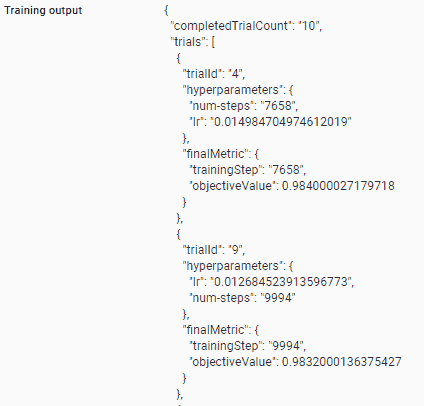 Training output
{
"completedTrialCount": "10",
"trials": [
{
"trialId": "4",
"hyperparameters": {
"num-steps": "7658",
"lr": "0.014984704974612019"
},
"finalMetric": {
"trainingStep": "7658",
"objectiveValue": 0.984000027179718
}
},
{
"trialId": "9",
"hyperparameters": {
"lr": "0.012684523913596773",
"num-steps": "9994"
},
"finalMetric": {
"trainingStep": "9994",
"objectiveValue": 0.9832000136375427
}
},